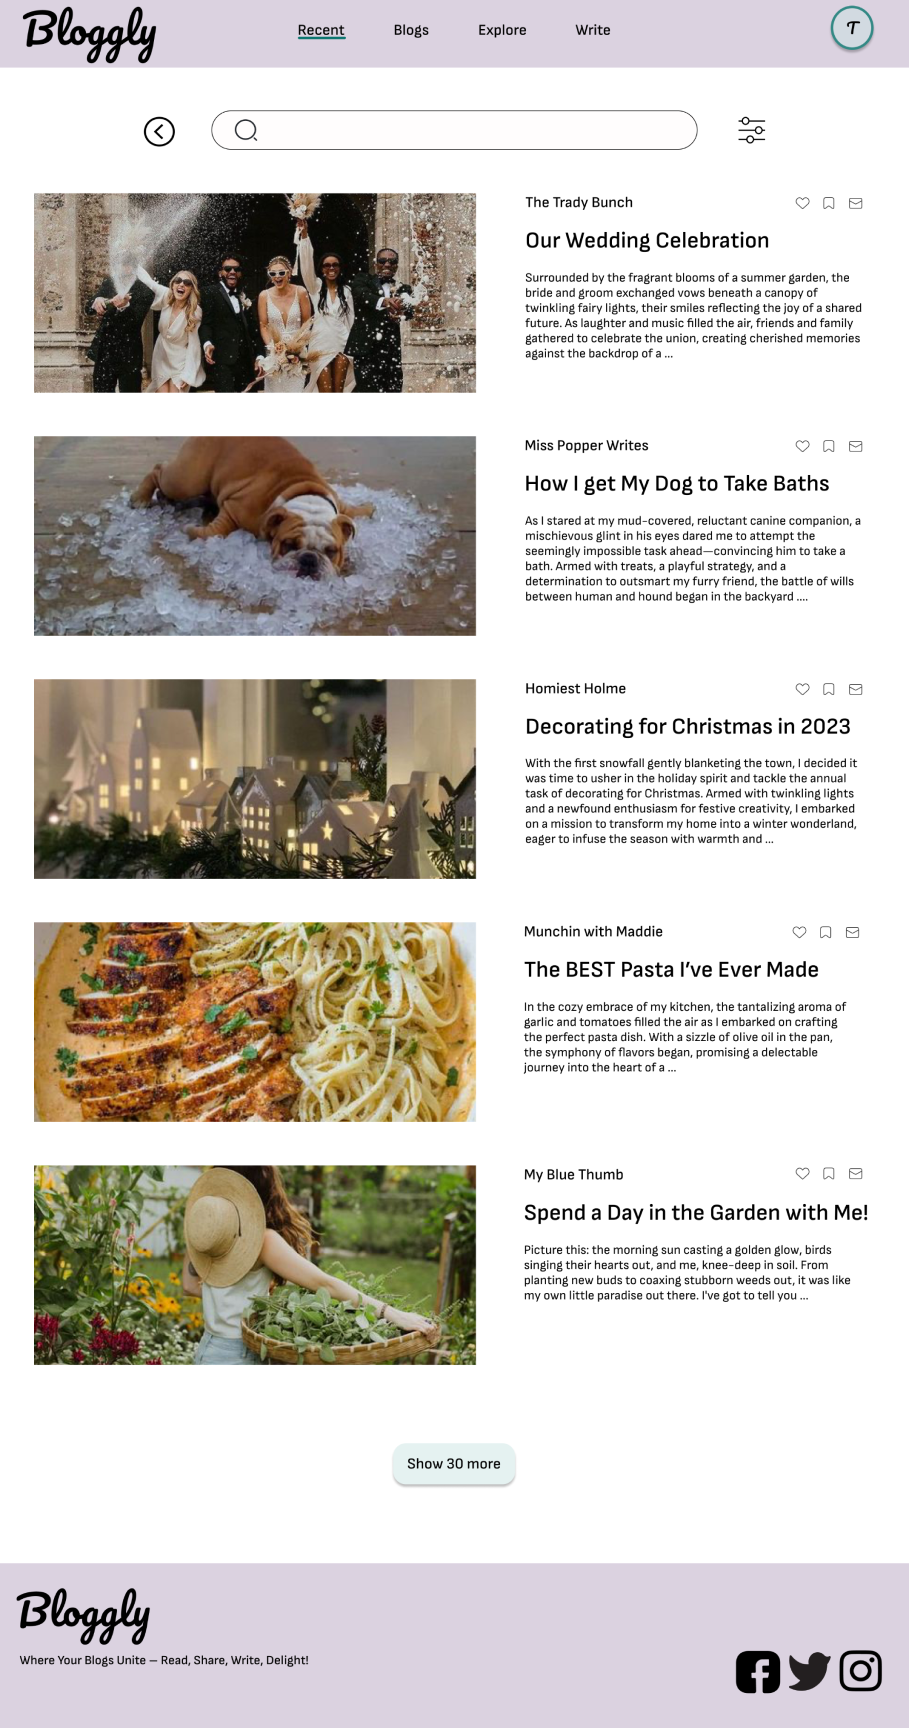 Bloggly
Recent
Blogs
Explore
Write
T
The Trady Bunch
Our Wedding Celebration
Surrounded by the fragrant blooms of a summer garden, the
bride and groom exchanged vows beneath a canopy of
twinkling fairy lights, their smiles reflecting the joy of a shared
future. As laughter and music filled the air, friends and family
gathered to celebrate the union, creating cherished memories
against the backdrop of a ...
Miss Popper Writes
How I get My Dog to Take Baths
As I stared at my mud-covered, reluctant canine companion, a
mischievous glint in his eyes dared me to attempt the
seemingly impossible task ahead—convincing him to take a
bath. Armed with treats, a playful strategy, and a
determination to outsmart my furry friend, the battle of wills
between human and hound began in the backyard ....
Homiest Holme
Decorating for Christmas in 2023
With the first snowfall gently blanketing the town, I decided it
was time to usher in the holiday spirit and tackle the annual
task of decorating for Christmas. Armed with twinkling lights
and a newfound enthusiasm for festive creativity, I embarked
on a mission to transform my home into a winter wonderland,
eager to infuse the season with warmth and ...
Munchin with Maddie
The BEST Pasta I've Ever Made
In the cozy embrace of my kitchen, the tantalizing aroma of
garlic and tomatoes filled the air as I embarked on crafting
the perfect pasta dish. With a sizzle of olive oil in the pan,
the symphony of flavors began, promising a delectable
journey into the heart of a ...
My Blue Thumb
Spend a Day in the Garden with Me!
Picture this: the morning sun casting a golden glow, birds
singing their hearts out, and me, knee-deep in soil. From
planting new buds to coaxing stubborn weeds out, it was like
my own little paradise out there. I've got to tell you ...
Show 30 more
Bloggly
Where Your Blogs Unite – Read, Share, Write, Delight!